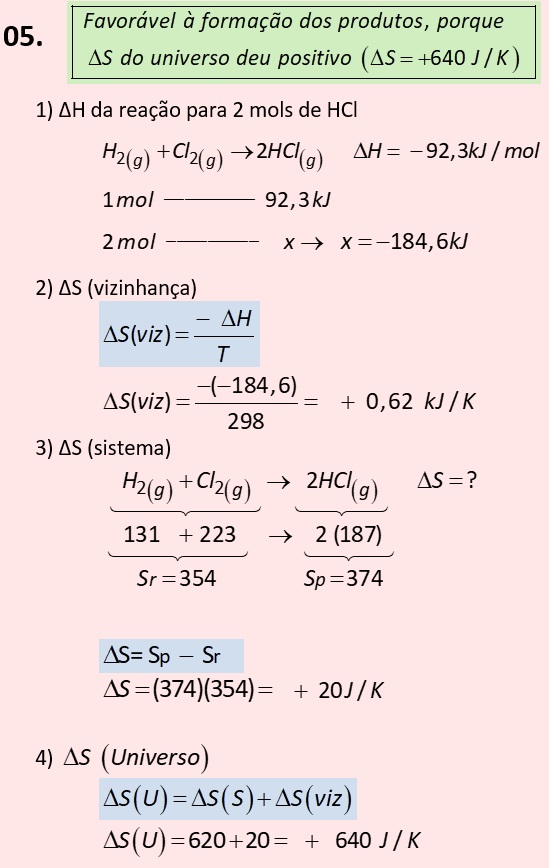 05.
Favorável à formação dos produtos, porque
ΔS do universo deu positivo (ΔS = +640 J / K)
1) ΔH da reação para 2 mols de HCl
H2(g) + Cl2(g) → 2HCl(g) ΔH = −92,3kJ / mol
1mol ———— 92,3kJ
2mol ———— x → x = −184,6kJ
2) ΔS (vizinhança)
ΔS(viz) = − ΔH / T
ΔS(viz) = −(−184,6) / 298 = + 0,62 kJ / K
3) ΔS (sistema)
H2(g) + Cl2(g) → 2HCl(g) ΔS = ?
131 + 223 → 2 (187)
Sr = 354 Sp = 374
ΔS= Sp − Sr
ΔS = (374)(354) = + 20J / K
4) ΔS (Universo)
ΔS(U) = ΔS(S) + ΔS(viz)
ΔS(U) = 620 + 20 = + 640 J / K